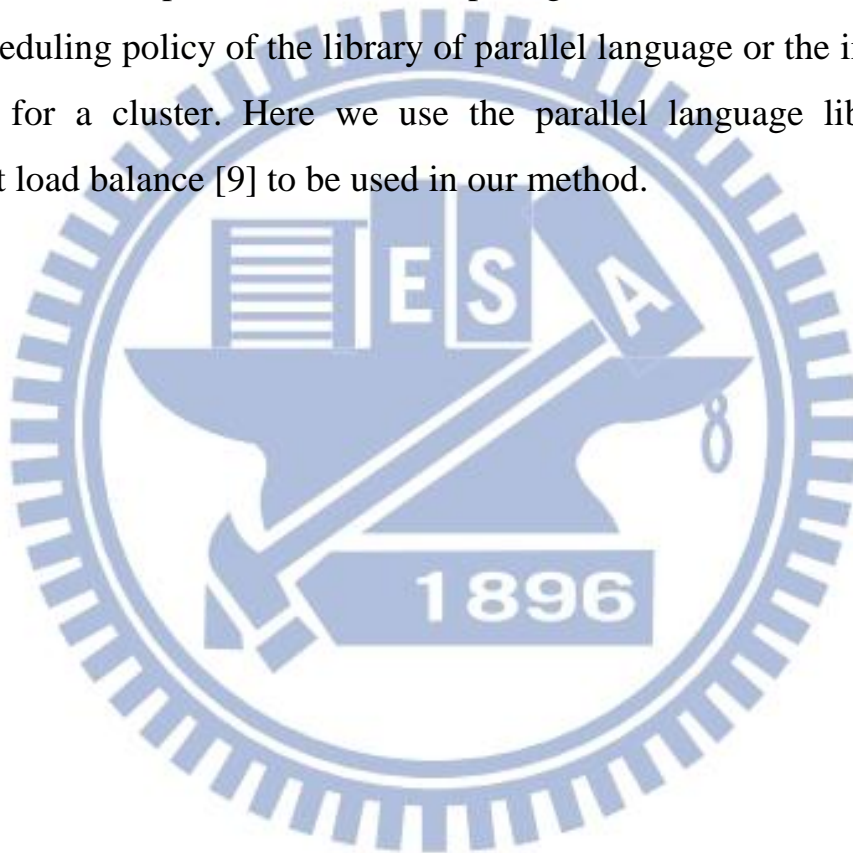 eduling policy of the library of parallel language or the i
for a cluster. Here we use the parallel language lib
t load balance [9] to be used in our method.
E S A
1896